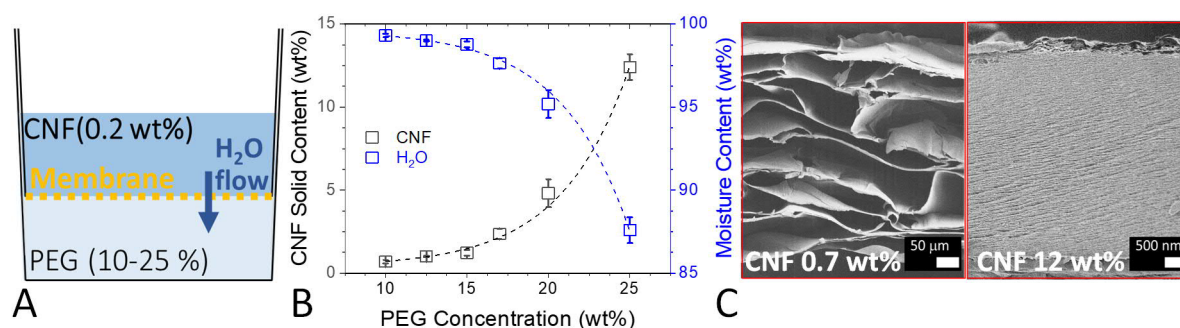 CNF(0.2 wt%)
H₂O
flow
Membrane
PEG (10-25 %)
A
CNF Solid Content (wt%)
15
10
5
0
CNF
H₂O
10
15
20
25
PEG Concentration (wt%)
100
95
90
85
Moisture Content (wt%)
B
CNF 0.7 wt%
50 µm
CNF 12 wt%
500 nm
C